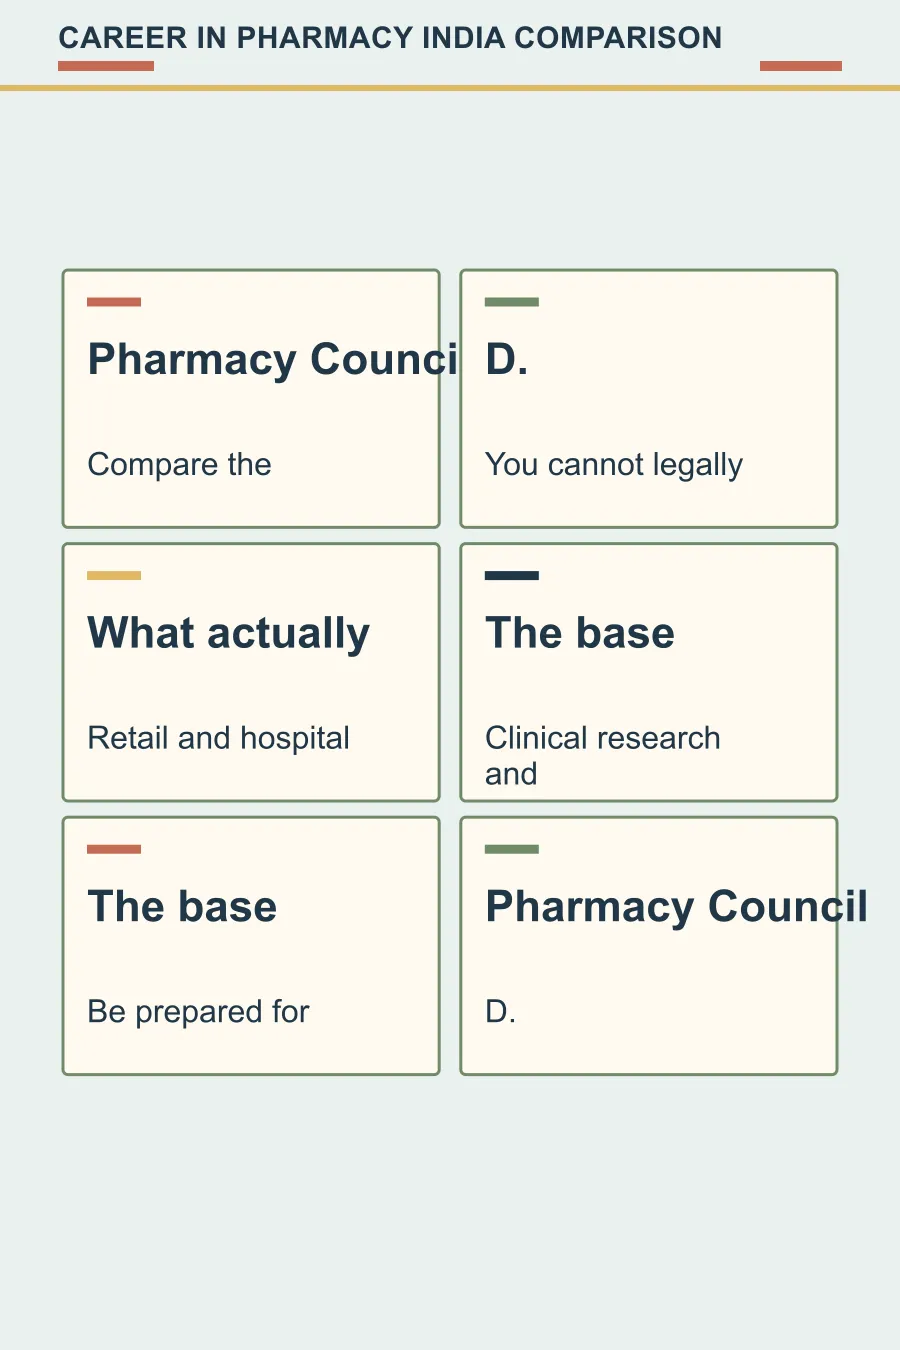 CAREER IN PHARMACY INDIA COMPARISON
Pharmacy Counci
D.
Compare the
You cannot legally
What actually
The base
Retail and hospital
Clinical research
and
The base
Pharmacy Council
Be prepared for
D.